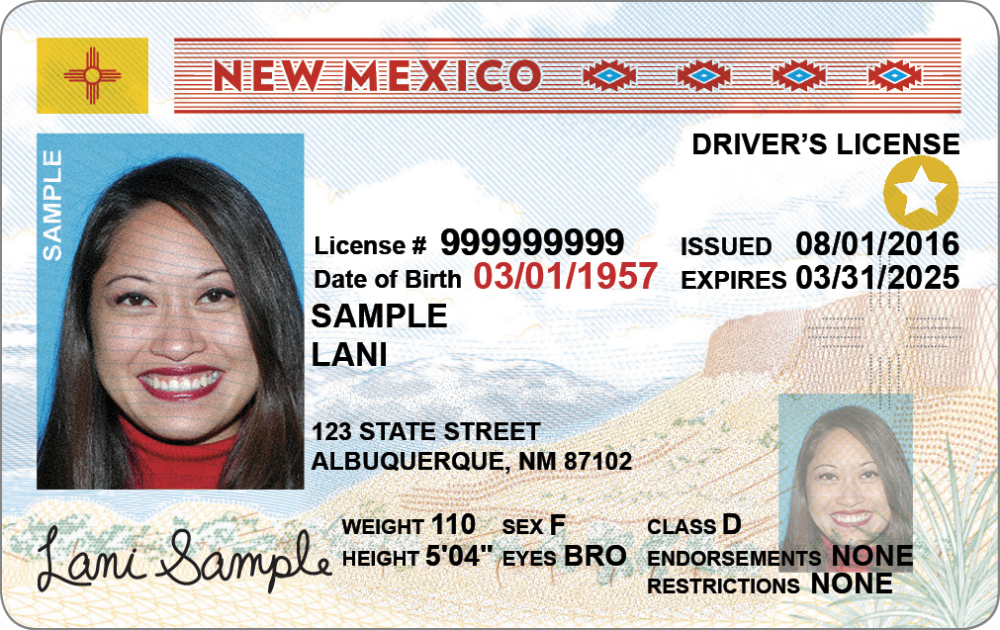 NEW MEXICO
DRIVER'S LICENSE
SAMPLE
License # 999999999
Date of Birth 03/01/1957
ISSUED 08/01/2016
EXPIRES 03/31/2025
SAMPLE
LANI
123 STATE STREET
ALBUQUERQUE, NM 87102
WEIGHT 110 SEX F
HEIGHT 5'04" EYES BRO
CLASS D
ENDORSEMENTS NONE
RESTRICTIONS NONE
Lani Sample